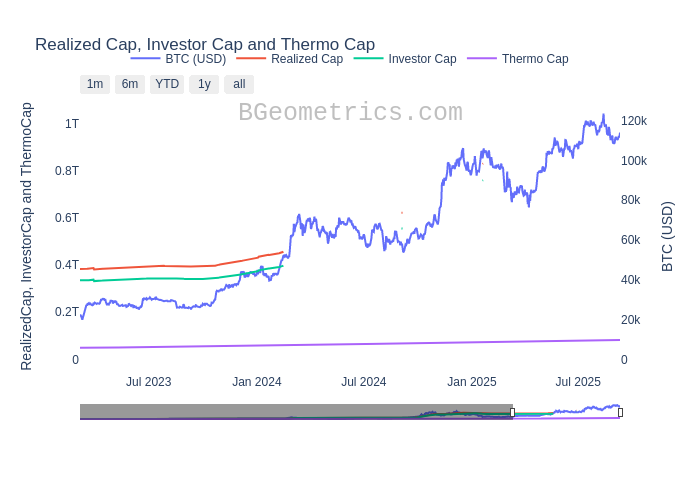 Realized Cap, Investor Cap and Thermo Cap
BTC (USD) Realized Cap Investor Cap Thermo Cap
1m 6m YTD 1y all
BGeometrics.com
RealizedCap, InvestorCap and ThermoCap
1T
0.8T
0.6T
0.4T
0.2T
0
120k
100k
80k
60k
40k
20k
0
BTC (USD)
Jul 2023 Jan 2024 Jul 2024 Jan 2025 Jul 2025